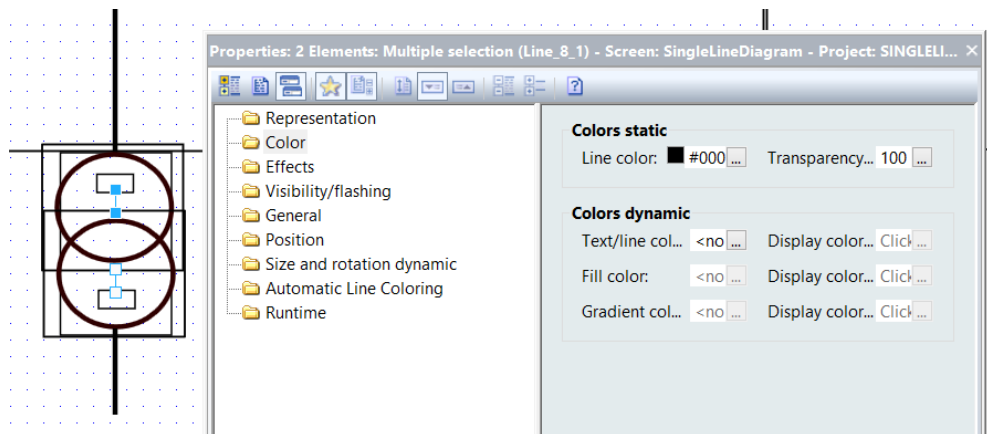 Properties: 2 Elements: Multiple selection (Line_8_1) - Screen: SingleLineDiagram - Project: SINGLELI...
Representation
Color
Effects
Visibility/flashing
General
Position
Size and rotation dynamic
Automatic Line Coloring
Runtime
Colors static
Line color: #000 ... Transparency... 100 ...
Colors dynamic
Text/line col... <no ... Display color... Click ...
Fill color: <no ... Display color... Click ...
Gradient col... <no ... Display color... Click ...